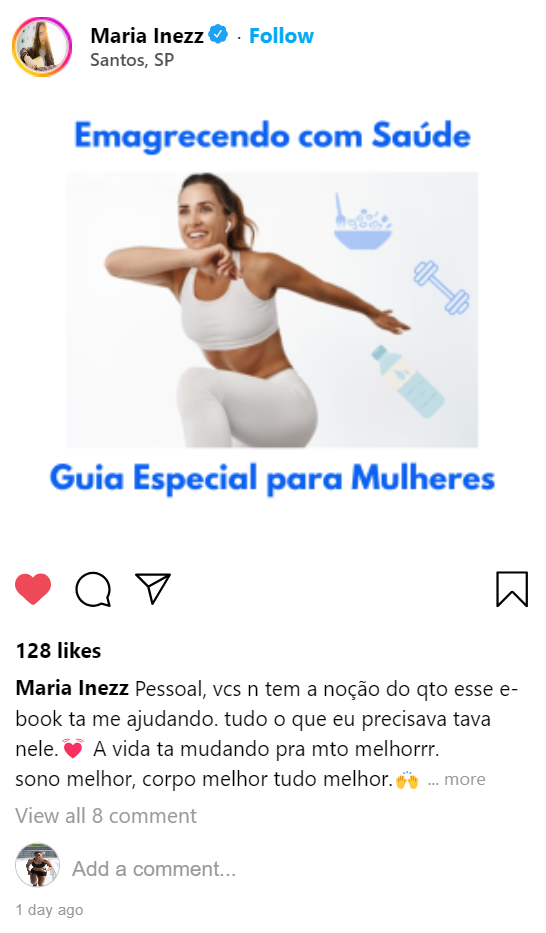 Maria Inezz · Follow
Santos, SP
Emagrecendo com Saúde
Guia Especial para Mulheres
128 likes
Maria Inezz Pessoal, vcs n tem a noção do qto esse e-
book ta me ajudando. tudo o que eu precisava tava
nele.💓 A vida ta mudando pra mto melhorrr.
sono melhor, corpo melhor tudo melhor.🙌 ... more
View all 8 comment
Add a comment...
1 day ago